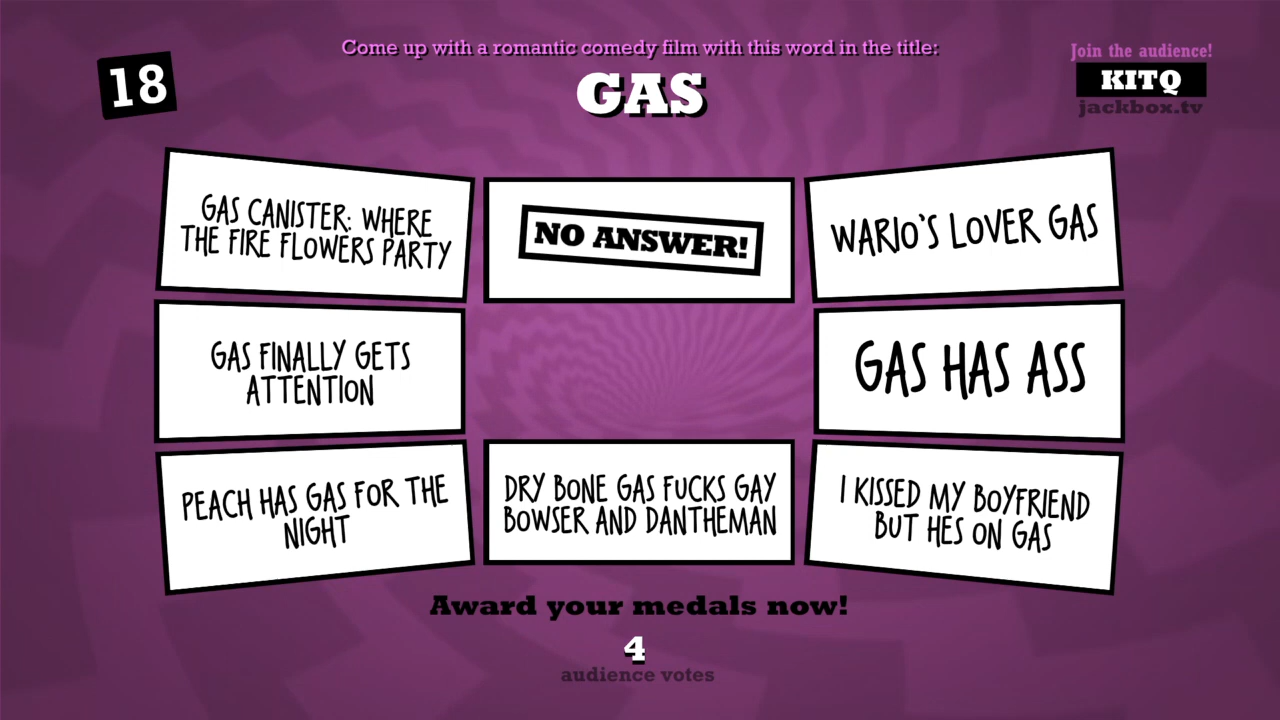 Come up with a romantic comedy film with this word in the title:
GAS
18
Join the audience!
KITQ
jackbox.tv
GAS CANISTER: WHERE
THE FIRE FLOWERS PARTY
NO ANSWER!
WARIO'S LOVER GAS
GAS FINALLY GETS
ATTENTION
GAS HAS ASS
PEACH HAS GAS FOR THE
NIGHT
DRY BONE GAS FUCKS GAY
BOWSER AND DANTHEMAN
I KISSED MY BOYFRIEND
BUT HES ON GAS
Award your medals now!
4
audience votes